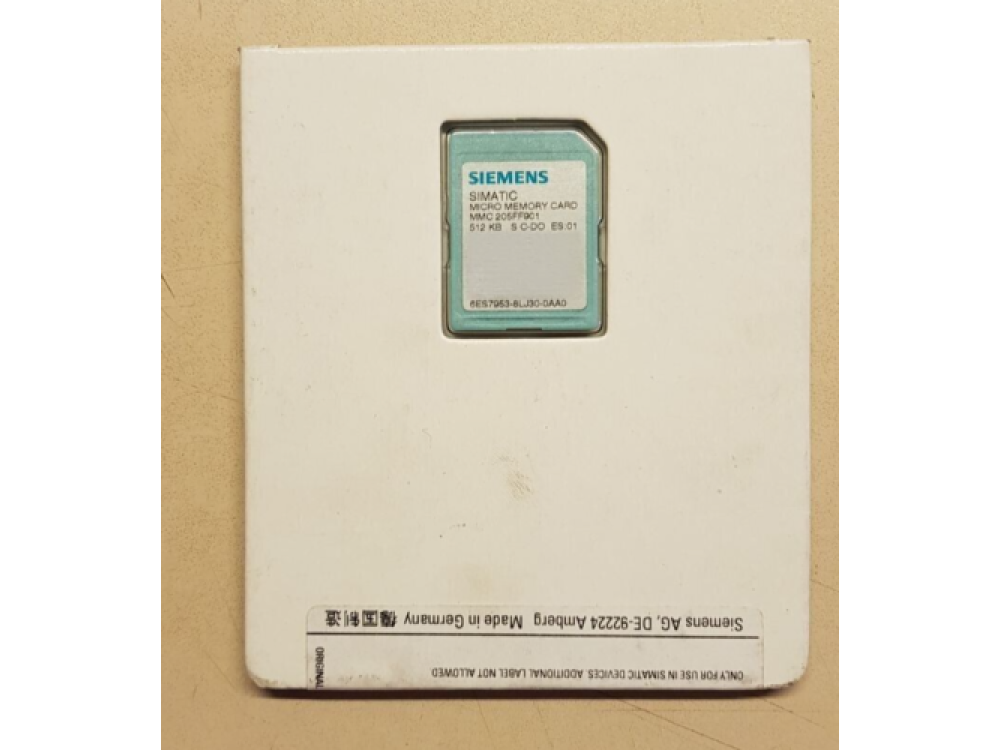 SIEMENS
SIMATIC
MICRO MEMORY CARD
MMC 205FF901
512 KB S C-DO ES 01
6ES7953-8LJ30-0AA0
ONLY FOR USE IN SIMATIC DEVICES. ADDITIONAL LABEL NOT ALLOWED
Siemens AG, DE-92224 Amberg Made in Germany 德国制造
ORIGINAL